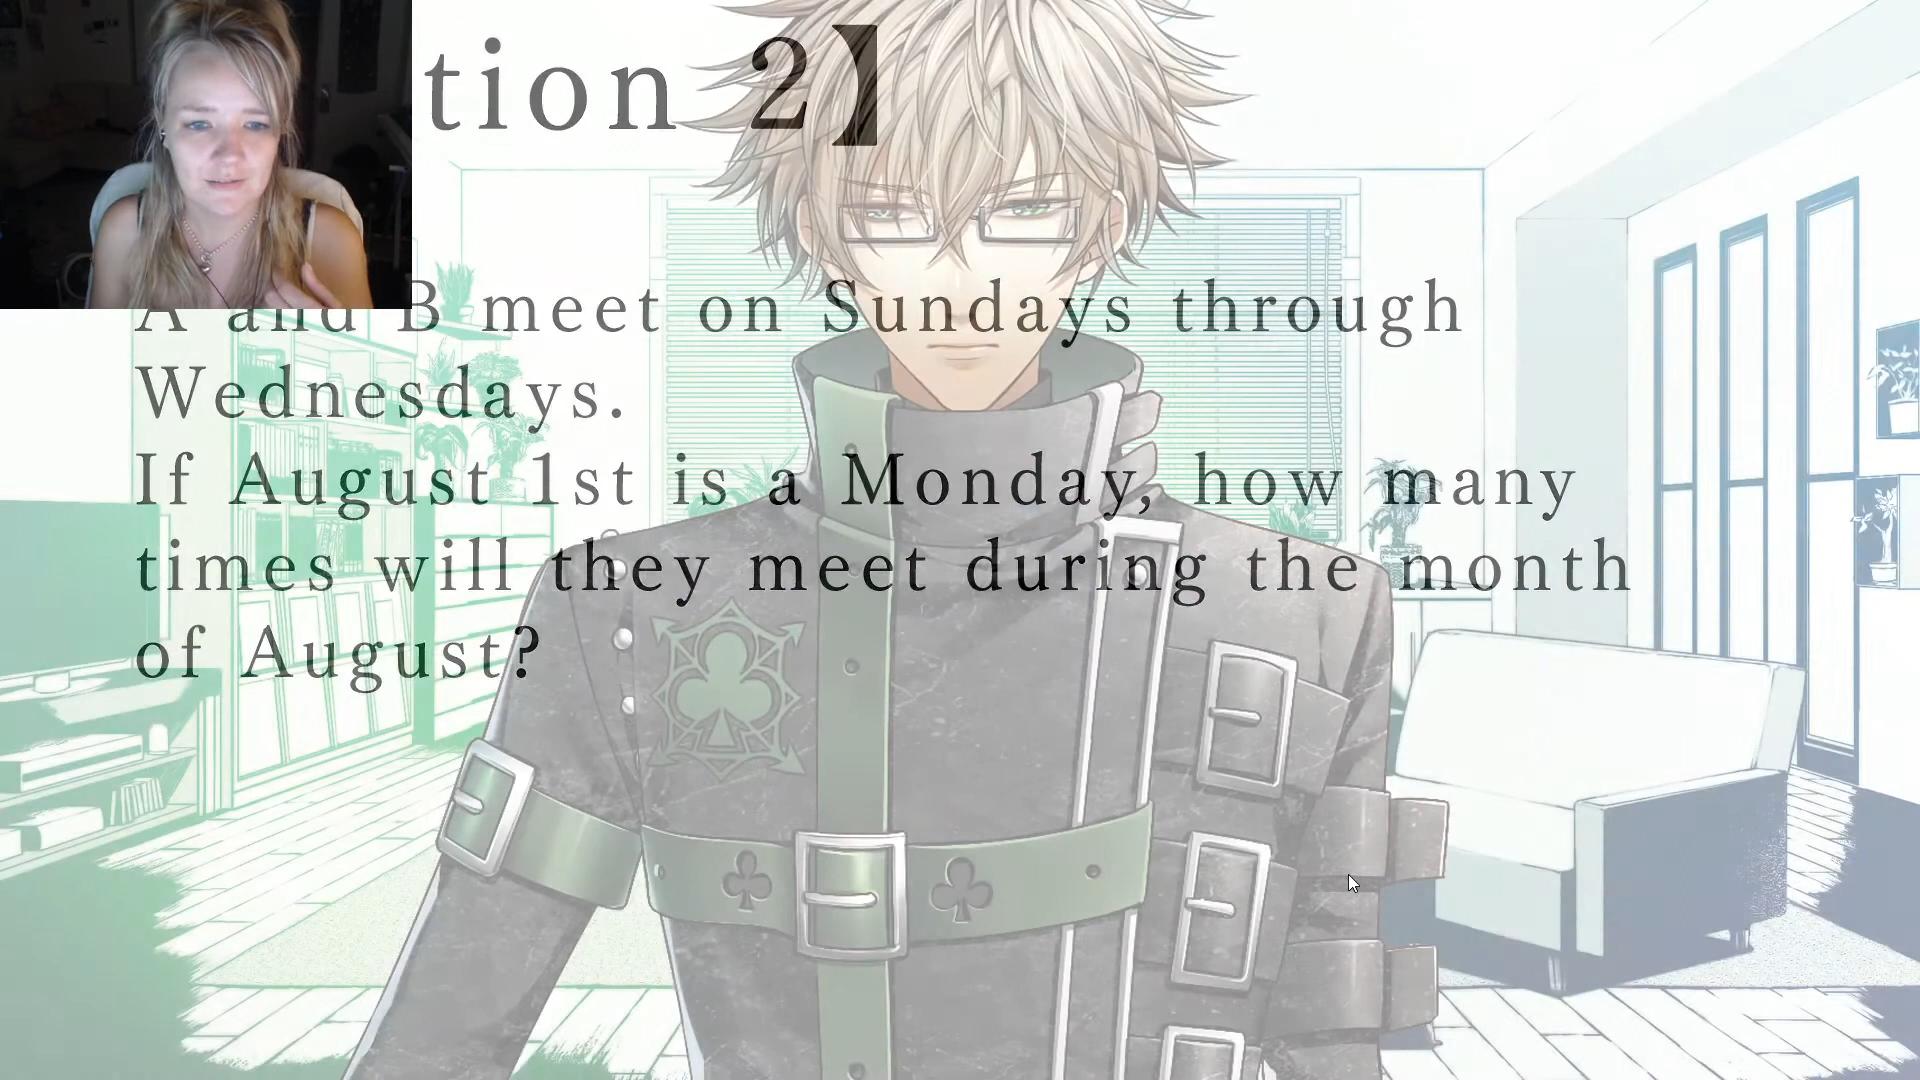 tion 2】
A and B meet on Sundays through
Wednesdays.
If August 1st is a Monday, how many
times will they meet during the month
of August?